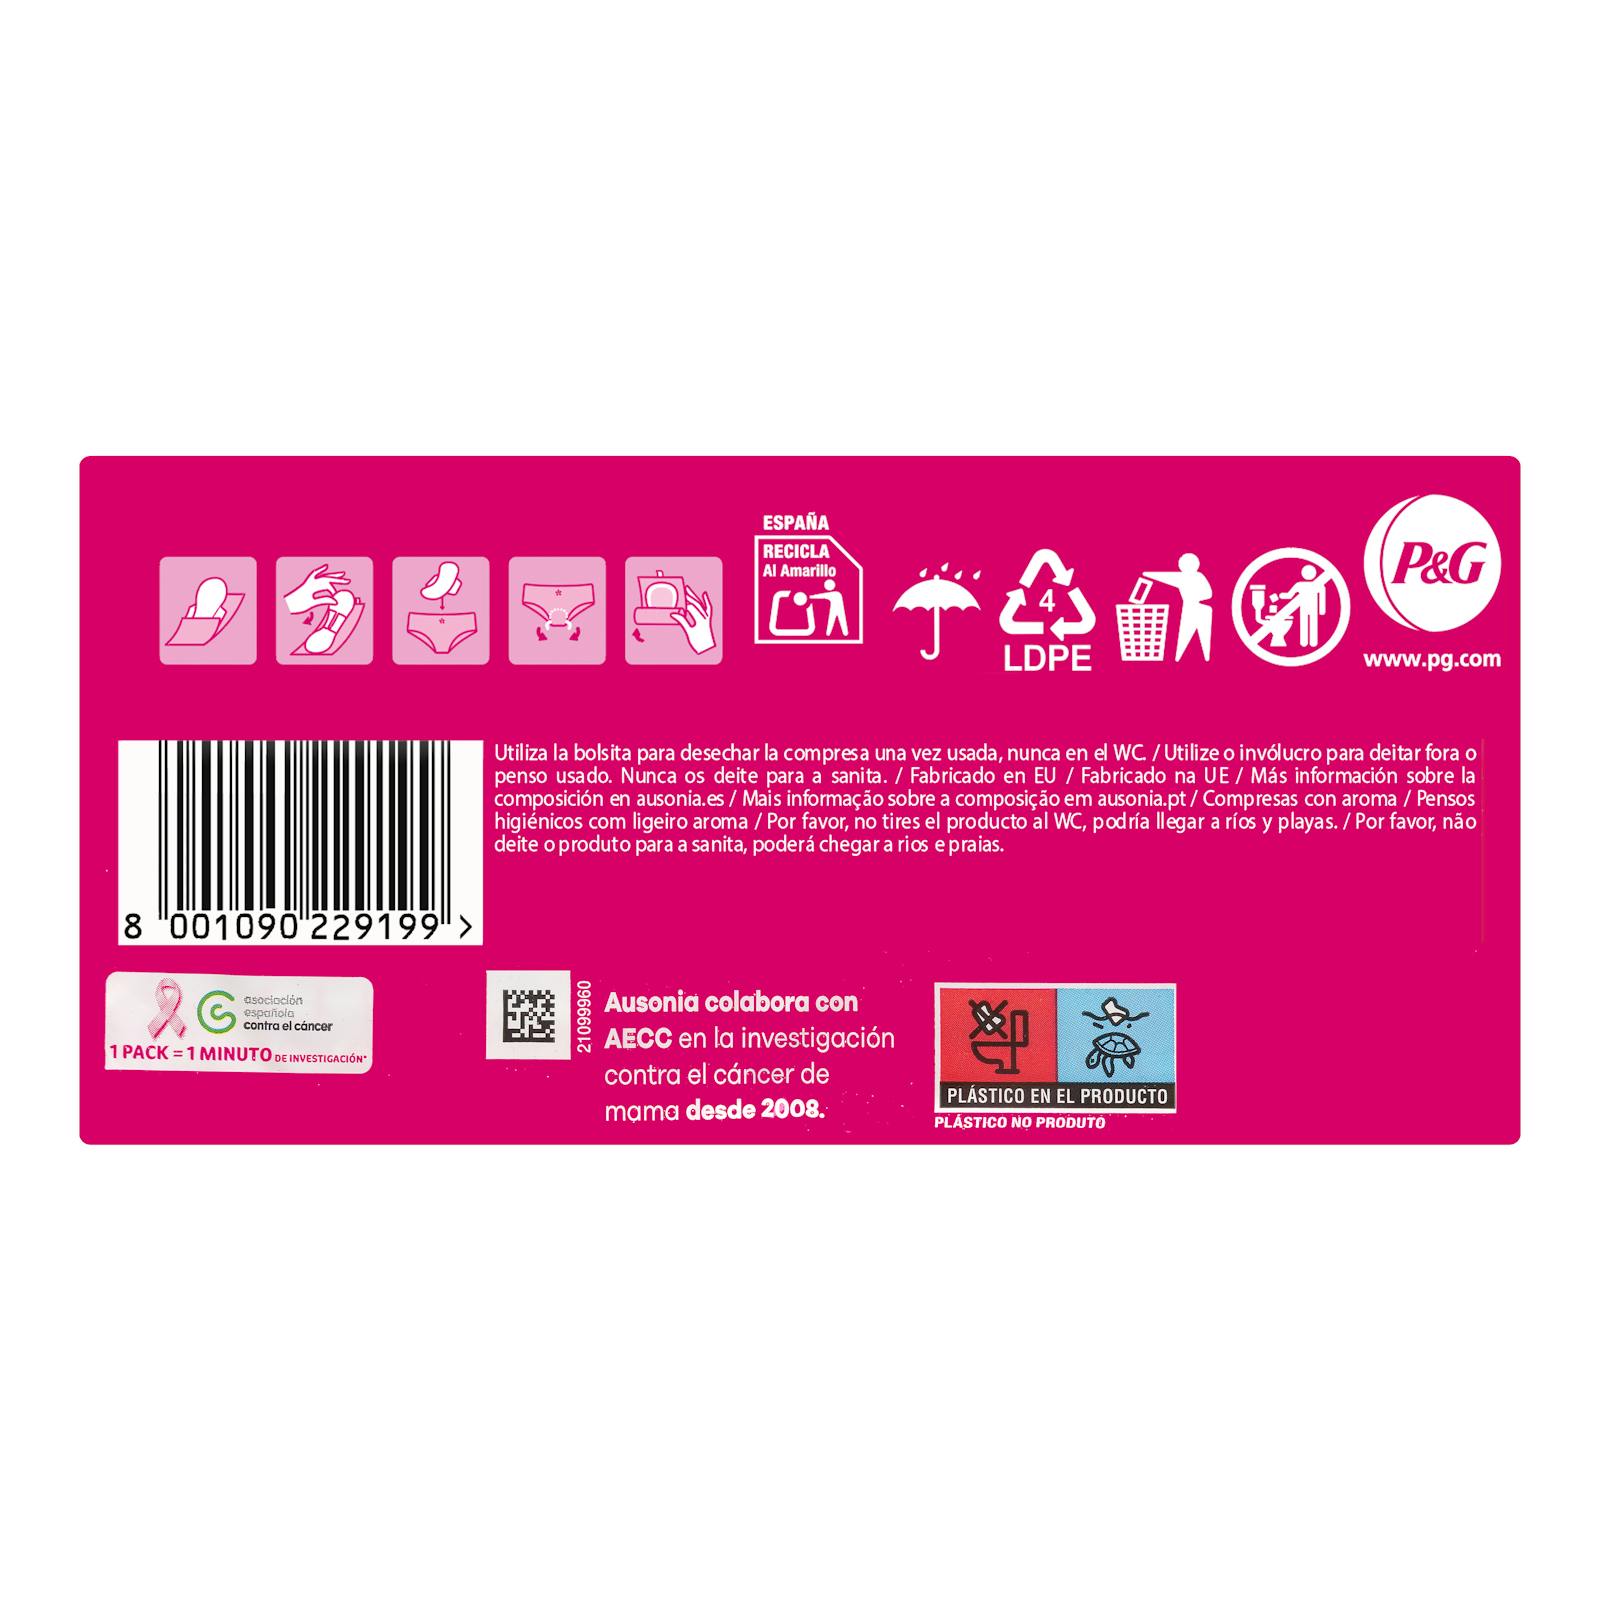 ESPAÑA
RECICLA
Al Amarillo
4
LDPE
P&G
www.pg.com
Utiliza la bolsita para desechar la compresa una vez usada, nunca en el WC. / Utilize o invólucro para deitar fora o
penso usado. Nunca os deite para a sanita. / Fabricado en EU / Fabricado na UE / Más información sobre la
composición en ausonia.es / Mais informação sobre a composição em ausonia.pt / Compresas con aroma / Pensos
higiénicos com ligeiro aroma / Por favor, no tires el producto al WC, podría llegar a ríos y playas. / Por favor, não
deite o produto para a sanita, poderá chegar a rios e praias.
8 001090 229199 >
asociación
española
contra el cáncer
1 PACK = 1 MINUTO DE INVESTIGACIÓN*
21099960
Ausonia colabora con
AECC en la investigación
contra el cáncer de
mama desde 2008.
PLÁSTICO EN EL PRODUCTO
PLÁSTICO NO PRODUTO